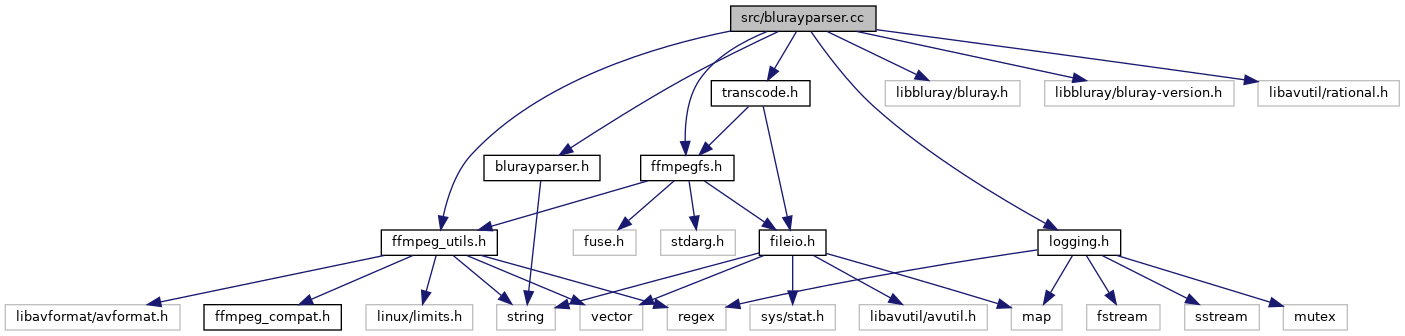 src/blurayparser.cc
transcode.h
libbluray/bluray.h
libbluray/bluray-version.h
libavutil/rational.h
blurayparser.h
ffmpegfs.h
ffmpeg_utils.h
fuse.h
stdarg.h
fileio.h
logging.h
libavformat/avformat.h
ffmpeg_compat.h
linux/limits.h
string
vector
regex
sys/stat.h
libavutil/avutil.h
map
fstream
sstream
mutex